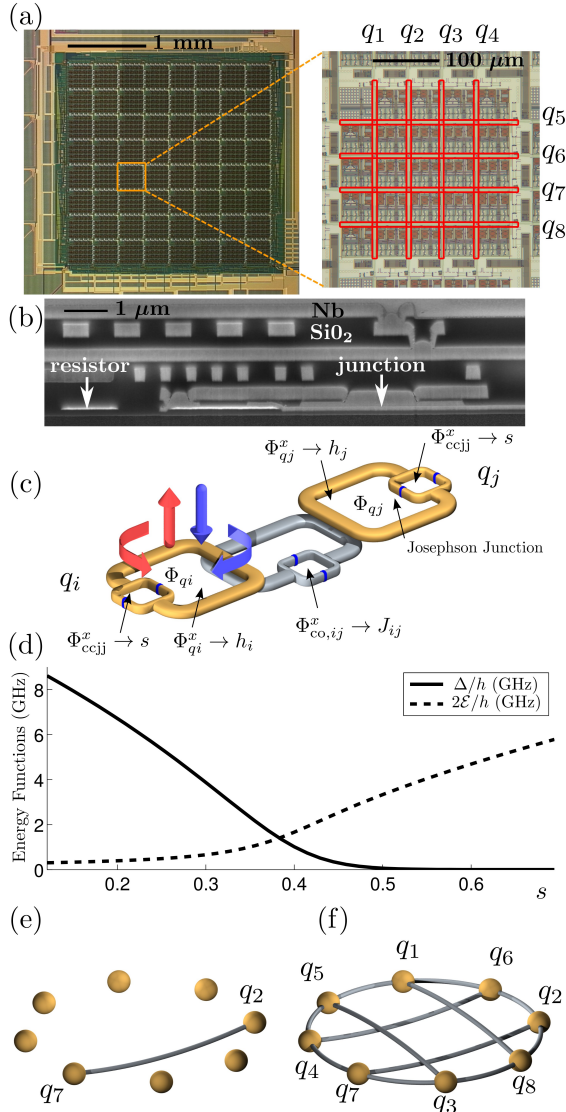 (a)
1 mm
q1 q2 q3 q4
100 μm
q5
q6
q7
q8
(b)
1 μm
Nb
SiO₂
resistor
junction
(c)
Φˣccjj → s
Φˣqj → hj
qj
Φqj
Josephson Junction
qi
Φqi
Φˣccjj → s
Φˣqi → hi
Φˣco,ij → Jij
(d)
Energy Functions (GHz)
8
6
4
2
0
Δ/h (GHz)
2ℰ/h (GHz)
0.2 0.3 0.4 0.5 0.6 s
(e)
q2
q7
(f)
q1
q6
q5
q2
q4
q7
q3
q8